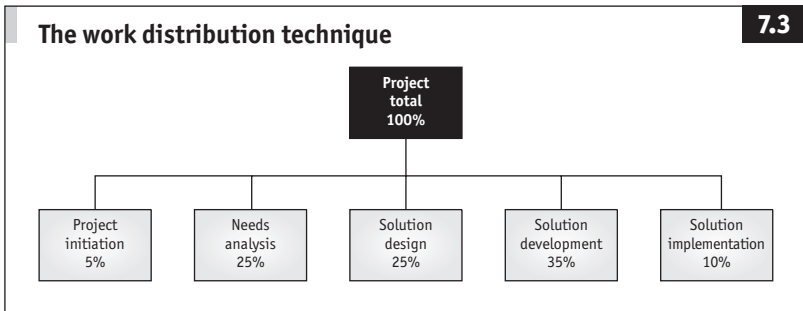 The work distribution technique
7.3
Project
total
100%
Project
initiation
5%
Needs
analysis
25%
Solution
design
25%
Solution
development
35%
Solution
implementation
10%